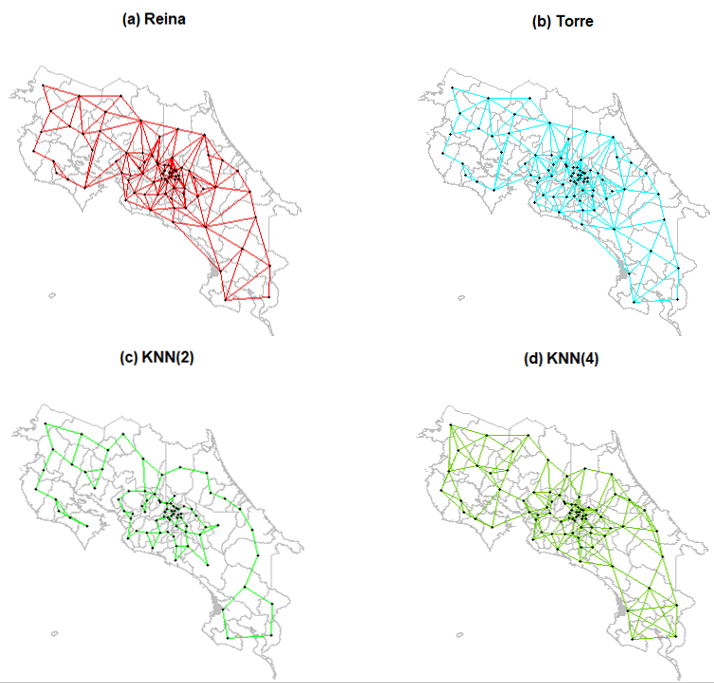 (a) Reina
(b) Torre
(c) KNN(2)
(d) KNN(4)